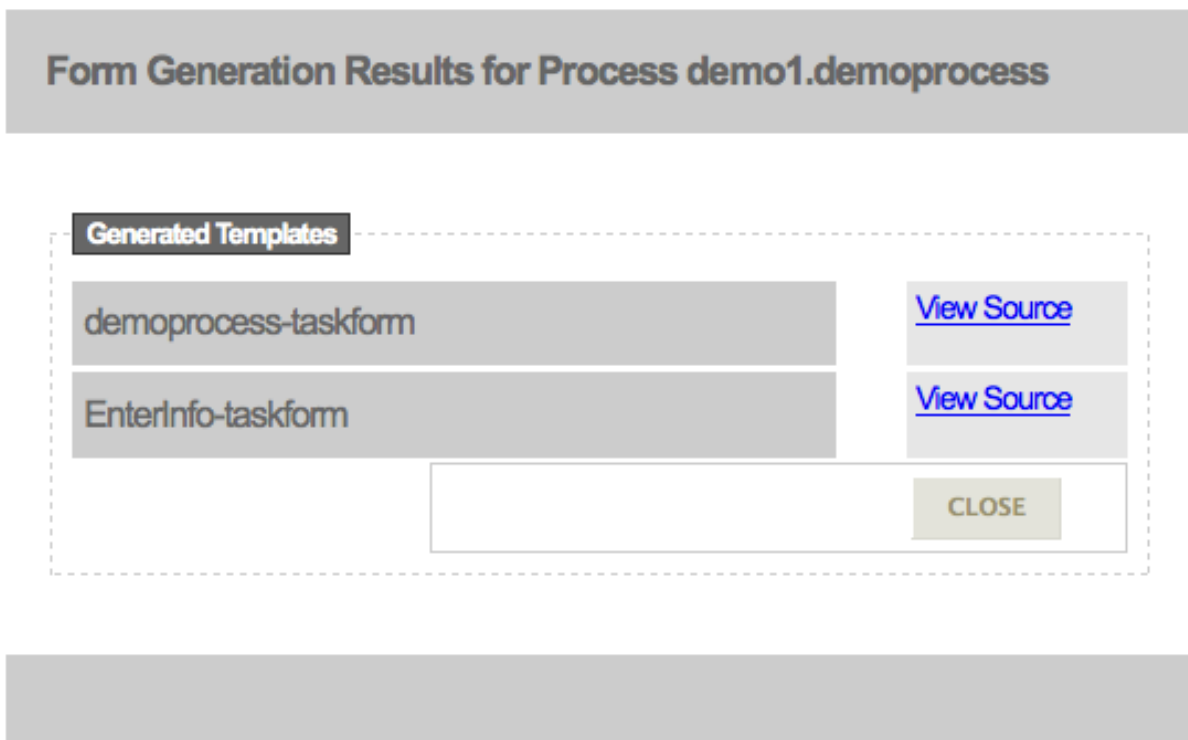 Form Generation Results for Process demo1.demoprocess
Generated Templates
demoprocess-taskform View Source
EnterInfo-taskform View Source
CLOSE